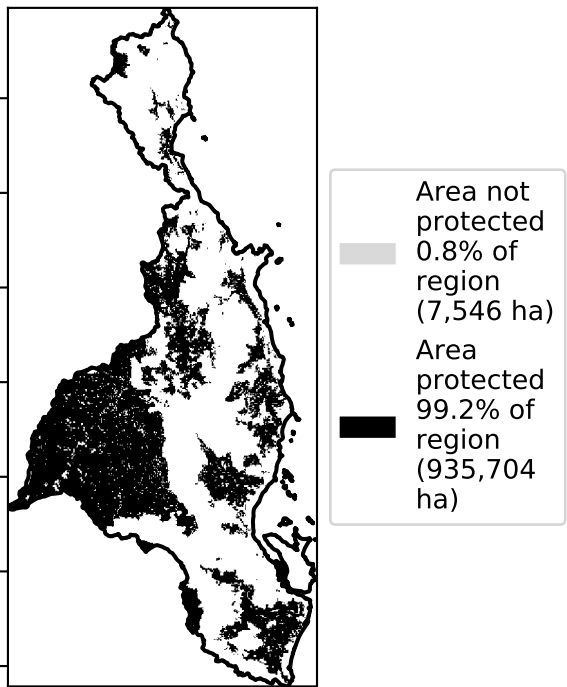 Area not
protected
0.8% of
region
(7,546 ha)
Area
protected
99.2% of
region
(935,704
ha)